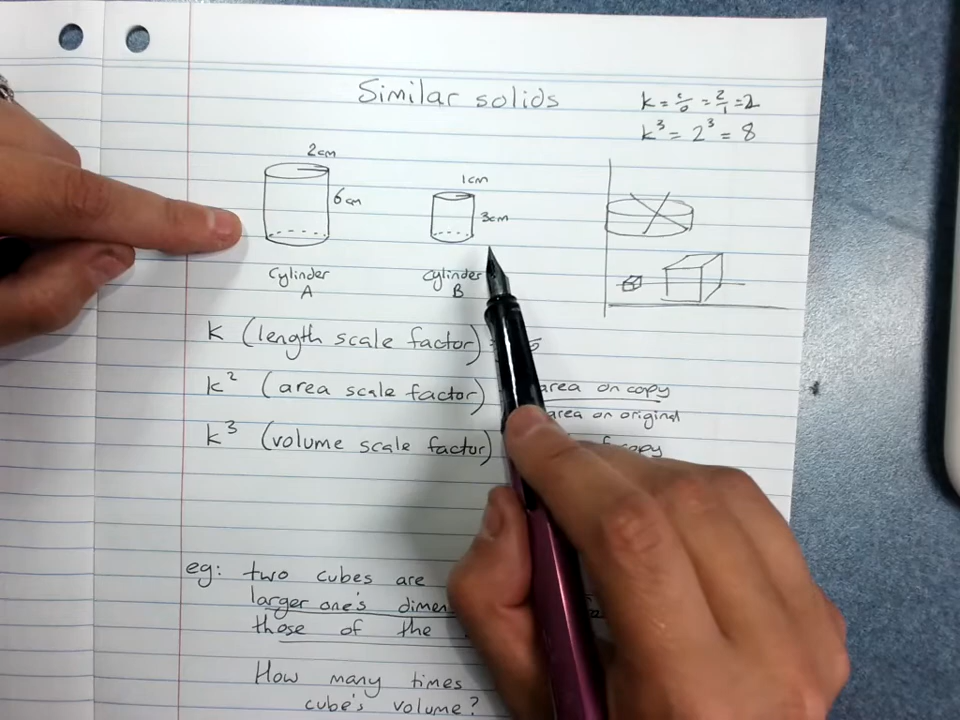 Similar solids
k = c/o = 2/1 = 2
k³ = 2³ = 8
2cm
6cm
1cm
3cm
Cylinder
A
Cylinder
B
k (length scale factor)
k² (area scale factor) area on copy
area on original
k³ (volume scale factor) copy
eg: two cubes are
larger one's
those of the
How many times
cube's volume?